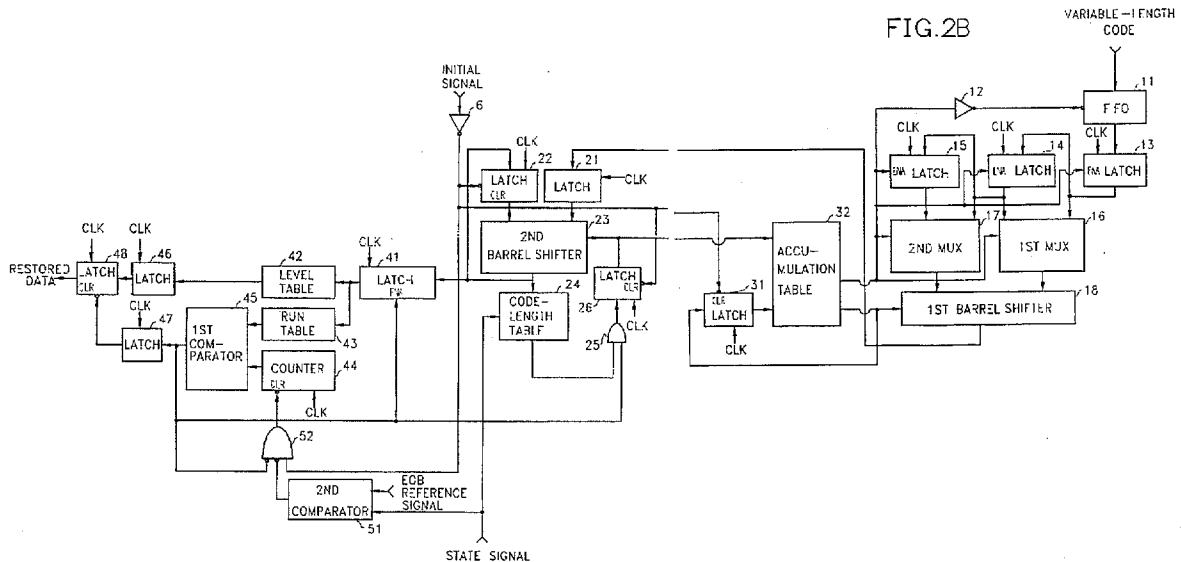 FIG.2B
VARIABLE-LENGTH
CODE
INITIAL
SIGNAL
6
12
11
FIFO
CLK
CLK
CLK
CLK
22
21
15
14
13
LATCH
CLR
LATCH
CLK
ENA LATCH
ENA LATCH
ENA LATCH
23
32
17
16
2ND
BARREL SHIFTER
ACCU-
MULATION
TABLE
2ND MUX
1ST MUX
CLK
CLK
CLK
48
46
42
41
RESTORED
DATA
LATCH
CLR
LATCH
LEVEL
TABLE
LATCH
24
LATCH
CLR
26
31
18
CLK
45
CODE-
LENGTH
TABLE
CLR
LATCH
1ST BARREL SHIFTER
47
LATCH
1ST
COM-
PARATOR
RUN
TABLE
43
25
CLK
CLK
COUNTER
CLR
44
CLK
52
2ND
COMPARATOR
51
EOB
REFERENCE
SIGNAL
STATE SIGNAL